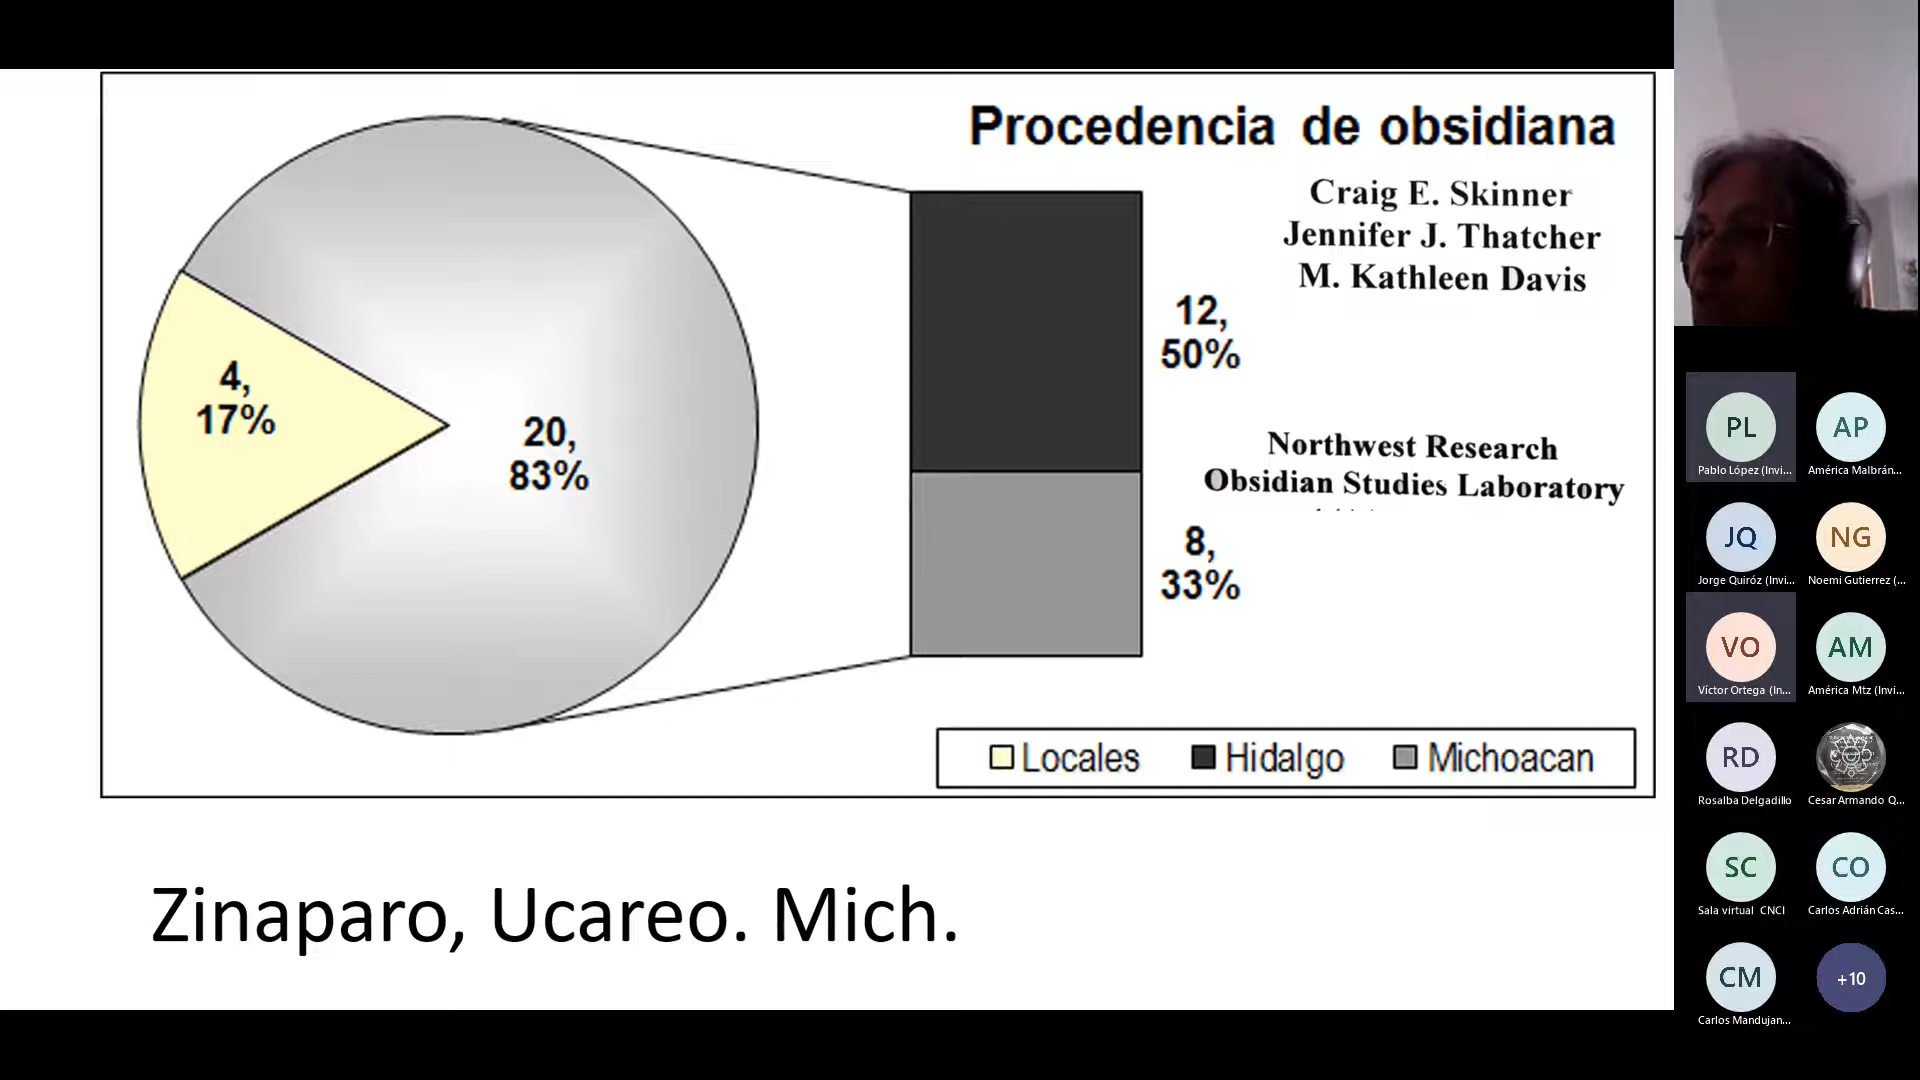 Procedencia de obsidiana
Craig E. Skinner
Jennifer J. Thatcher
M. Kathleen Davis
4,
17%
20,
83%
12,
50%
Northwest Research
Obsidian Studies Laboratory
8,
33%
Locales
Hidalgo
Michoacan
Zinaparo, Ucareo. Mich.
PL
Pablo López (Invi...
AP
América Malbrán...
JQ
Jorge Quiróz (Invi...
NG
Noemi Gutierrez (...
VO
Víctor Ortega (In...
AM
América Mtz (Invi...
RD
Rosalba Delgadillo
Cesar Armando Q...
SC
Sala virtual CNCI
CO
Carlos Adrián Cas...
CM
Carlos Mandujan...
+10